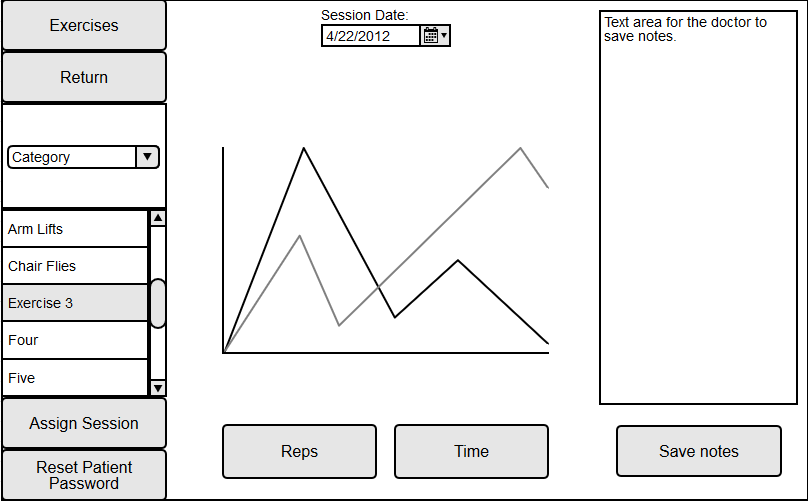 Exercises
Return
Category
Arm Lifts
Chair Flies
Exercise 3
Four
Five
Assign Session
Reset Patient
Password
Session Date:
4/22/2012
Reps
Time
Text area for the doctor to
save notes.
Save notes